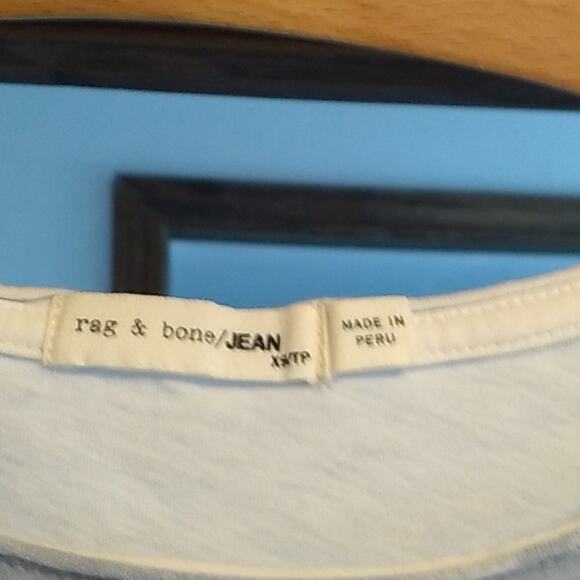 rag & bone/JEAN
XS/TP
MADE IN
PERU